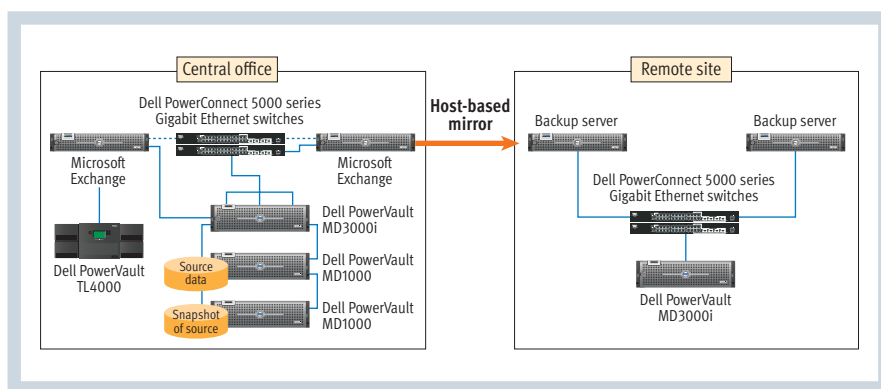 Central office
Dell PowerConnect 5000 series
Gigabit Ethernet switches
Microsoft
Exchange
Microsoft
Exchange
Dell PowerVault
MD3000i
Dell PowerVault
TL4000
Source
data
Dell PowerVault
MD1000
Snapshot
of source
Dell PowerVault
MD1000
Host-based
mirror
Remote site
Backup server
Backup server
Dell PowerConnect 5000 series
Gigabit Ethernet switches
Dell PowerVault
MD3000i